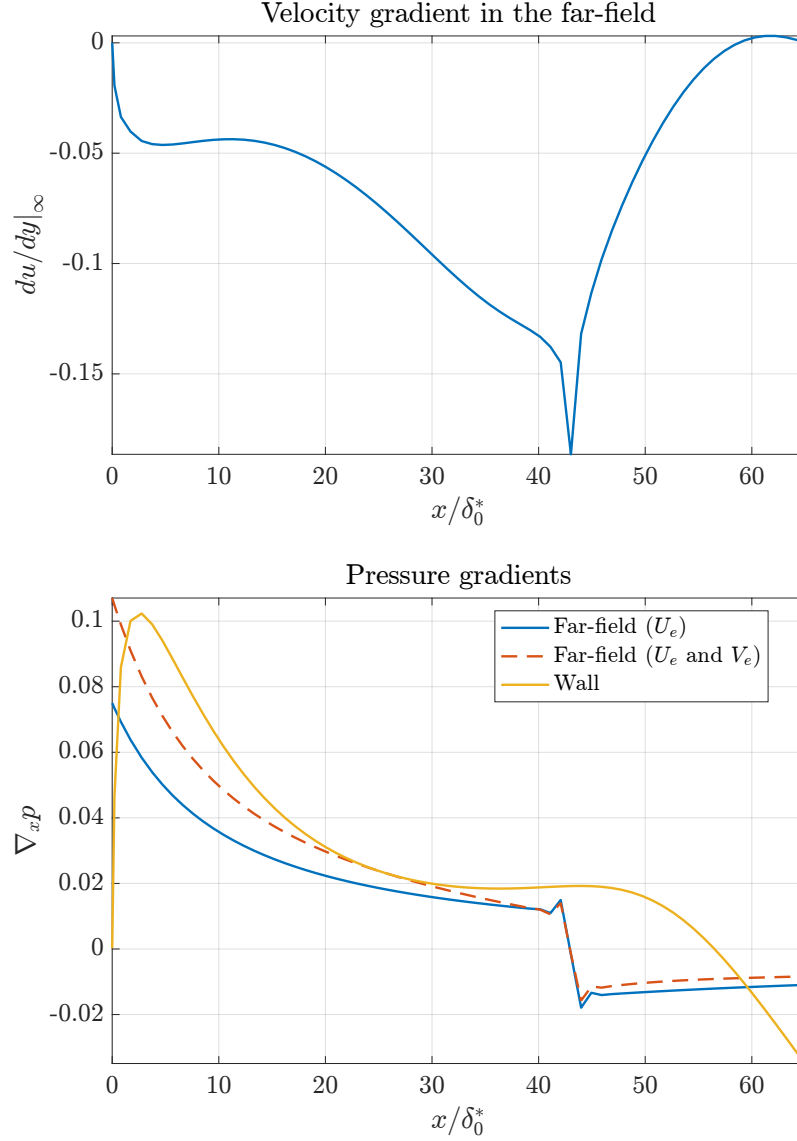 Velocity gradient in the far-field
0
-0.05
-0.1
-0.15
du/dy|∞
0 10 20 30 40 50 60
x/δ₀*
Pressure gradients
0.1
0.08
0.06
0.04
0.02
0
-0.02
∇ₓp
Far-field (Uₑ)
Far-field (Uₑ and Vₑ)
Wall
0 10 20 30 40 50 60
x/δ₀*